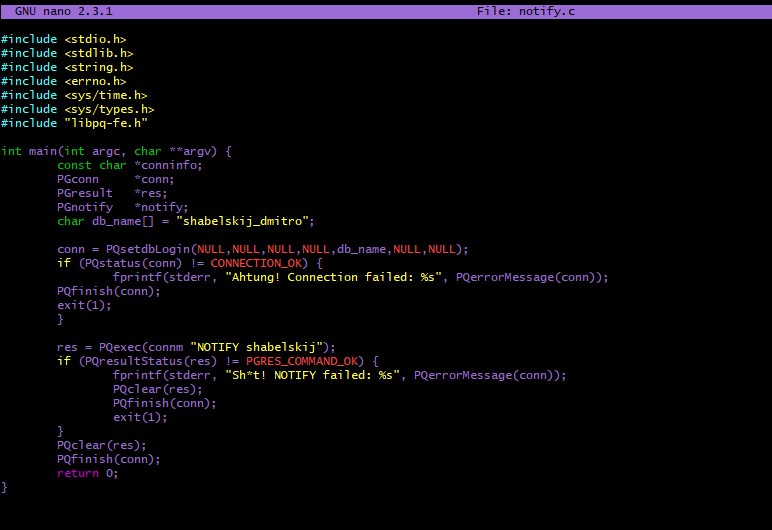 GNU nano 2.3.1 File: notify.c
#include <stdio.h>
#include <stdlib.h>
#include <string.h>
#include <errno.h>
#include <sys/time.h>
#include <sys/types.h>
#include "libpq-fe.h"
int main(int argc, char **argv) {
const char *conninfo;
PGconn *conn;
PGresult *res;
PGnotify *notify;
char db_name[] = "shabelskij_dmitro";
conn = PQsetdbLogin(NULL,NULL,NULL,NULL,db_name,NULL,NULL);
if (PQstatus(conn) != CONNECTION_OK) {
fprintf(stderr, "Ahtung! Connection failed: %s", PQerrorMessage(conn));
PQfinish(conn);
exit(1);
}
res = PQexec(connm "NOTIFY shabelskij");
if (PQresultStatus(res) != PGRES_COMMAND_OK) {
fprintf(stderr, "Sh*t! NOTIFY failed: %s", PQerrorMessage(conn));
PQclear(res);
PQfinish(conn);
exit(1);
}
PQclear(res);
PQfinish(conn);
return 0;
}